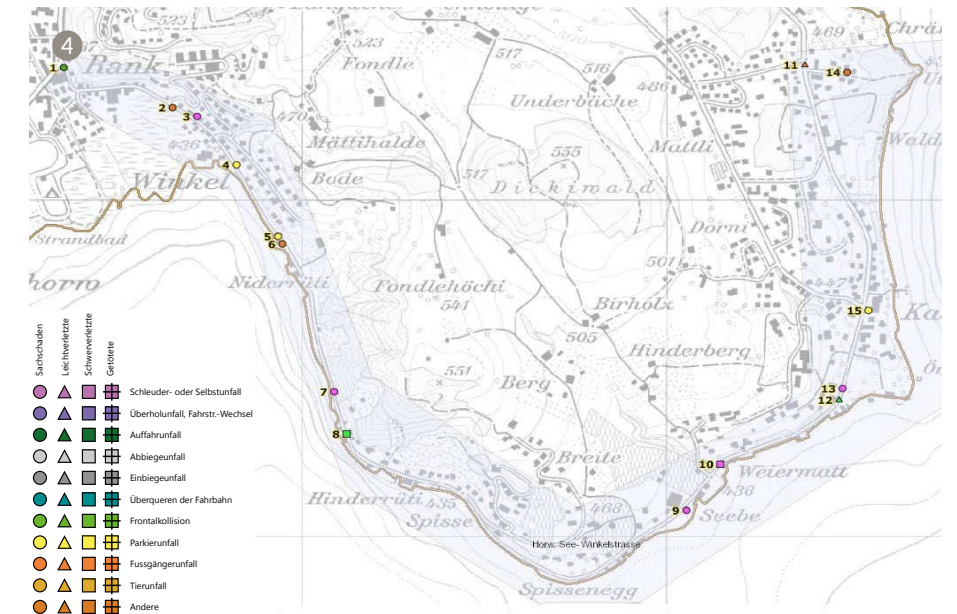 523
469
Chrä
4
1
Rank
523
Fondle
517
516
486
11
14
2
3
470
Underbäche
436
Mättihalde
555
Mattli
Wald
4
Winkel
Bode
517
Dickiwald
Strandbad
5
6
Dorni
horw
Niderrüti
Fondlehöchi
541
501
447
Birholz
15
Ka
505
Hinderberg
551
Berg
7
13
12
8
Breite
10
Weiermatt
436
Hinderrüti
435
Spisse
468
9
Seebe
Horw, See- Winkelstrasse
Spissenegg
Sachschaden
Leichtverletzte
Schwerverletzte
Getötete
Schleuder- oder Selbstunfall
Überholunfall, Fahrstr.-Wechsel
Auffahrunfall
Abbiegeunfall
Einbiegeunfall
Überqueren der Fahrbahn
Frontalkollision
Parkierunfall
Fussgängerunfall
Tierunfall
Andere